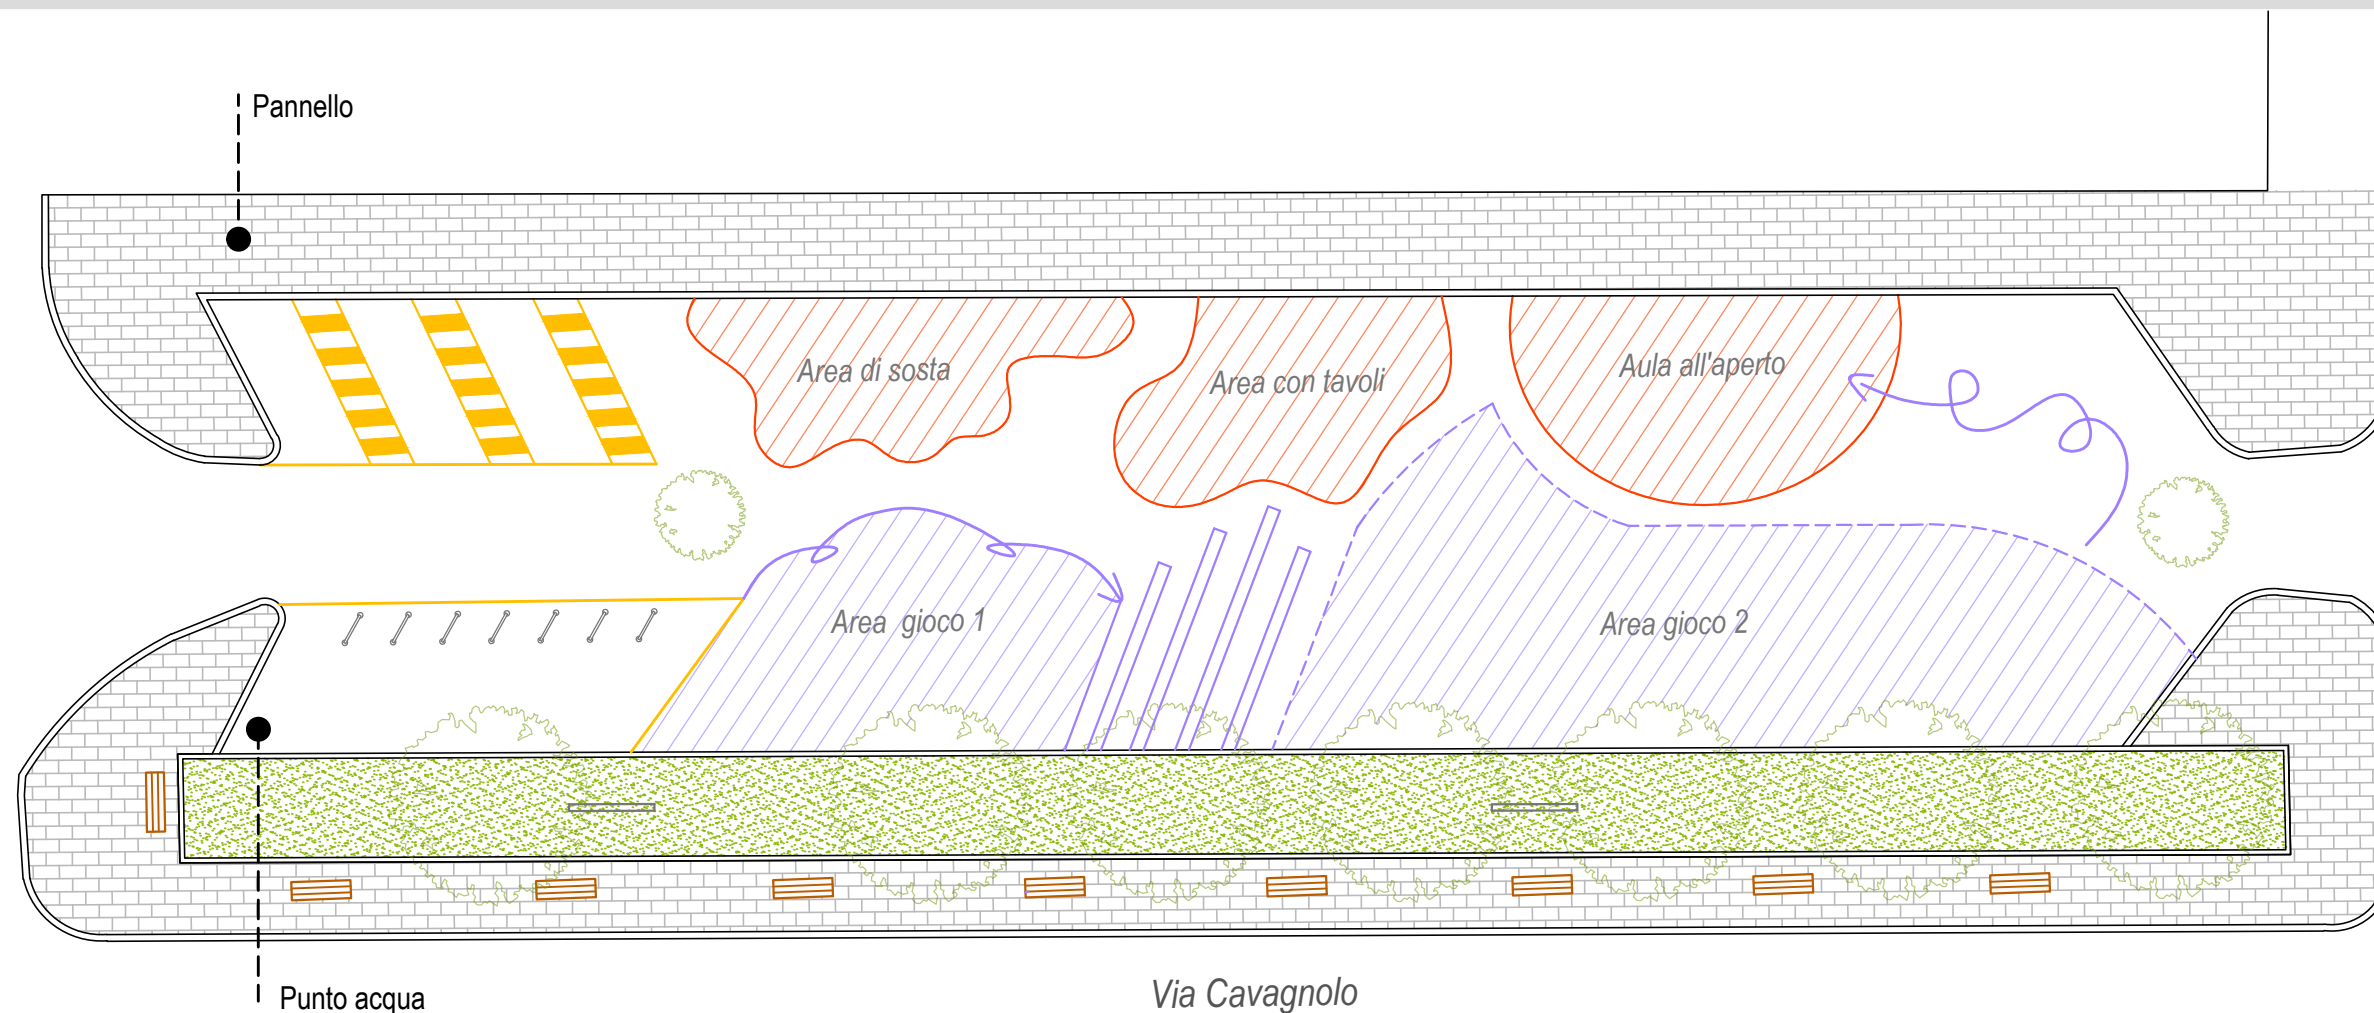 Pannello
Area di sosta
Area con tavoli
Aula all'aperto
Area gioco 1
Area gioco 2
Via Cavagnolo
Punto acqua